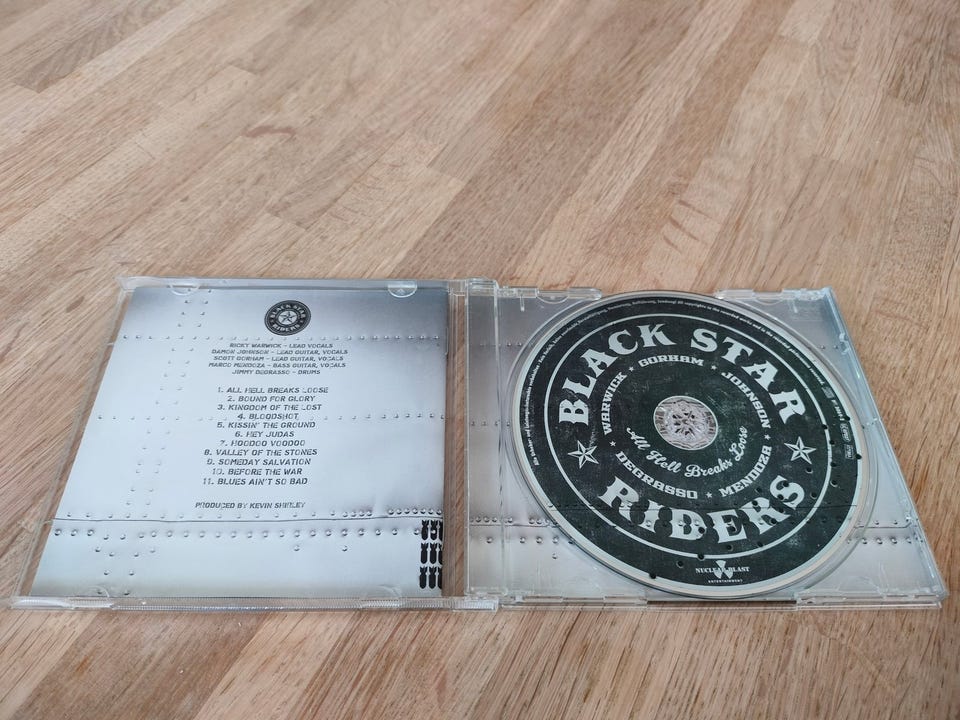 BLACK STAR
RIDERS
RICKY WARWICK - LEAD VOCALS
DAMON JOHNSON - LEAD GUITAR, VOCALS
SCOTT GORHAM - LEAD GUITAR, VOCALS
MARCO MENDOZA - BASS GUITAR, VOCALS
JIMMY DEGRASSO - DRUMS
1. ALL HELL BREAKS LOOSE
2. BOUND FOR GLORY
3. KINGDOM OF THE LOST
4. BLOODSHOT
5. KISSIN' THE GROUND
6. HEY JUDAS
7. HOODOO VOODOO
8. VALLEY OF THE STONES
9. SOMEDAY SALVATION
10. BEFORE THE WAR
11. BLUES AIN'T SO BAD
PRODUCED BY KEVIN SHIRLEY
BLACK STAR
WARWICK ★ GORHAM ★ JOHNSON
All Hell Breaks Loose
★ DEGRASSO ★ MENDOZA ★
RIDERS
NUCLEAR BLAST
ENTERTAINMENT